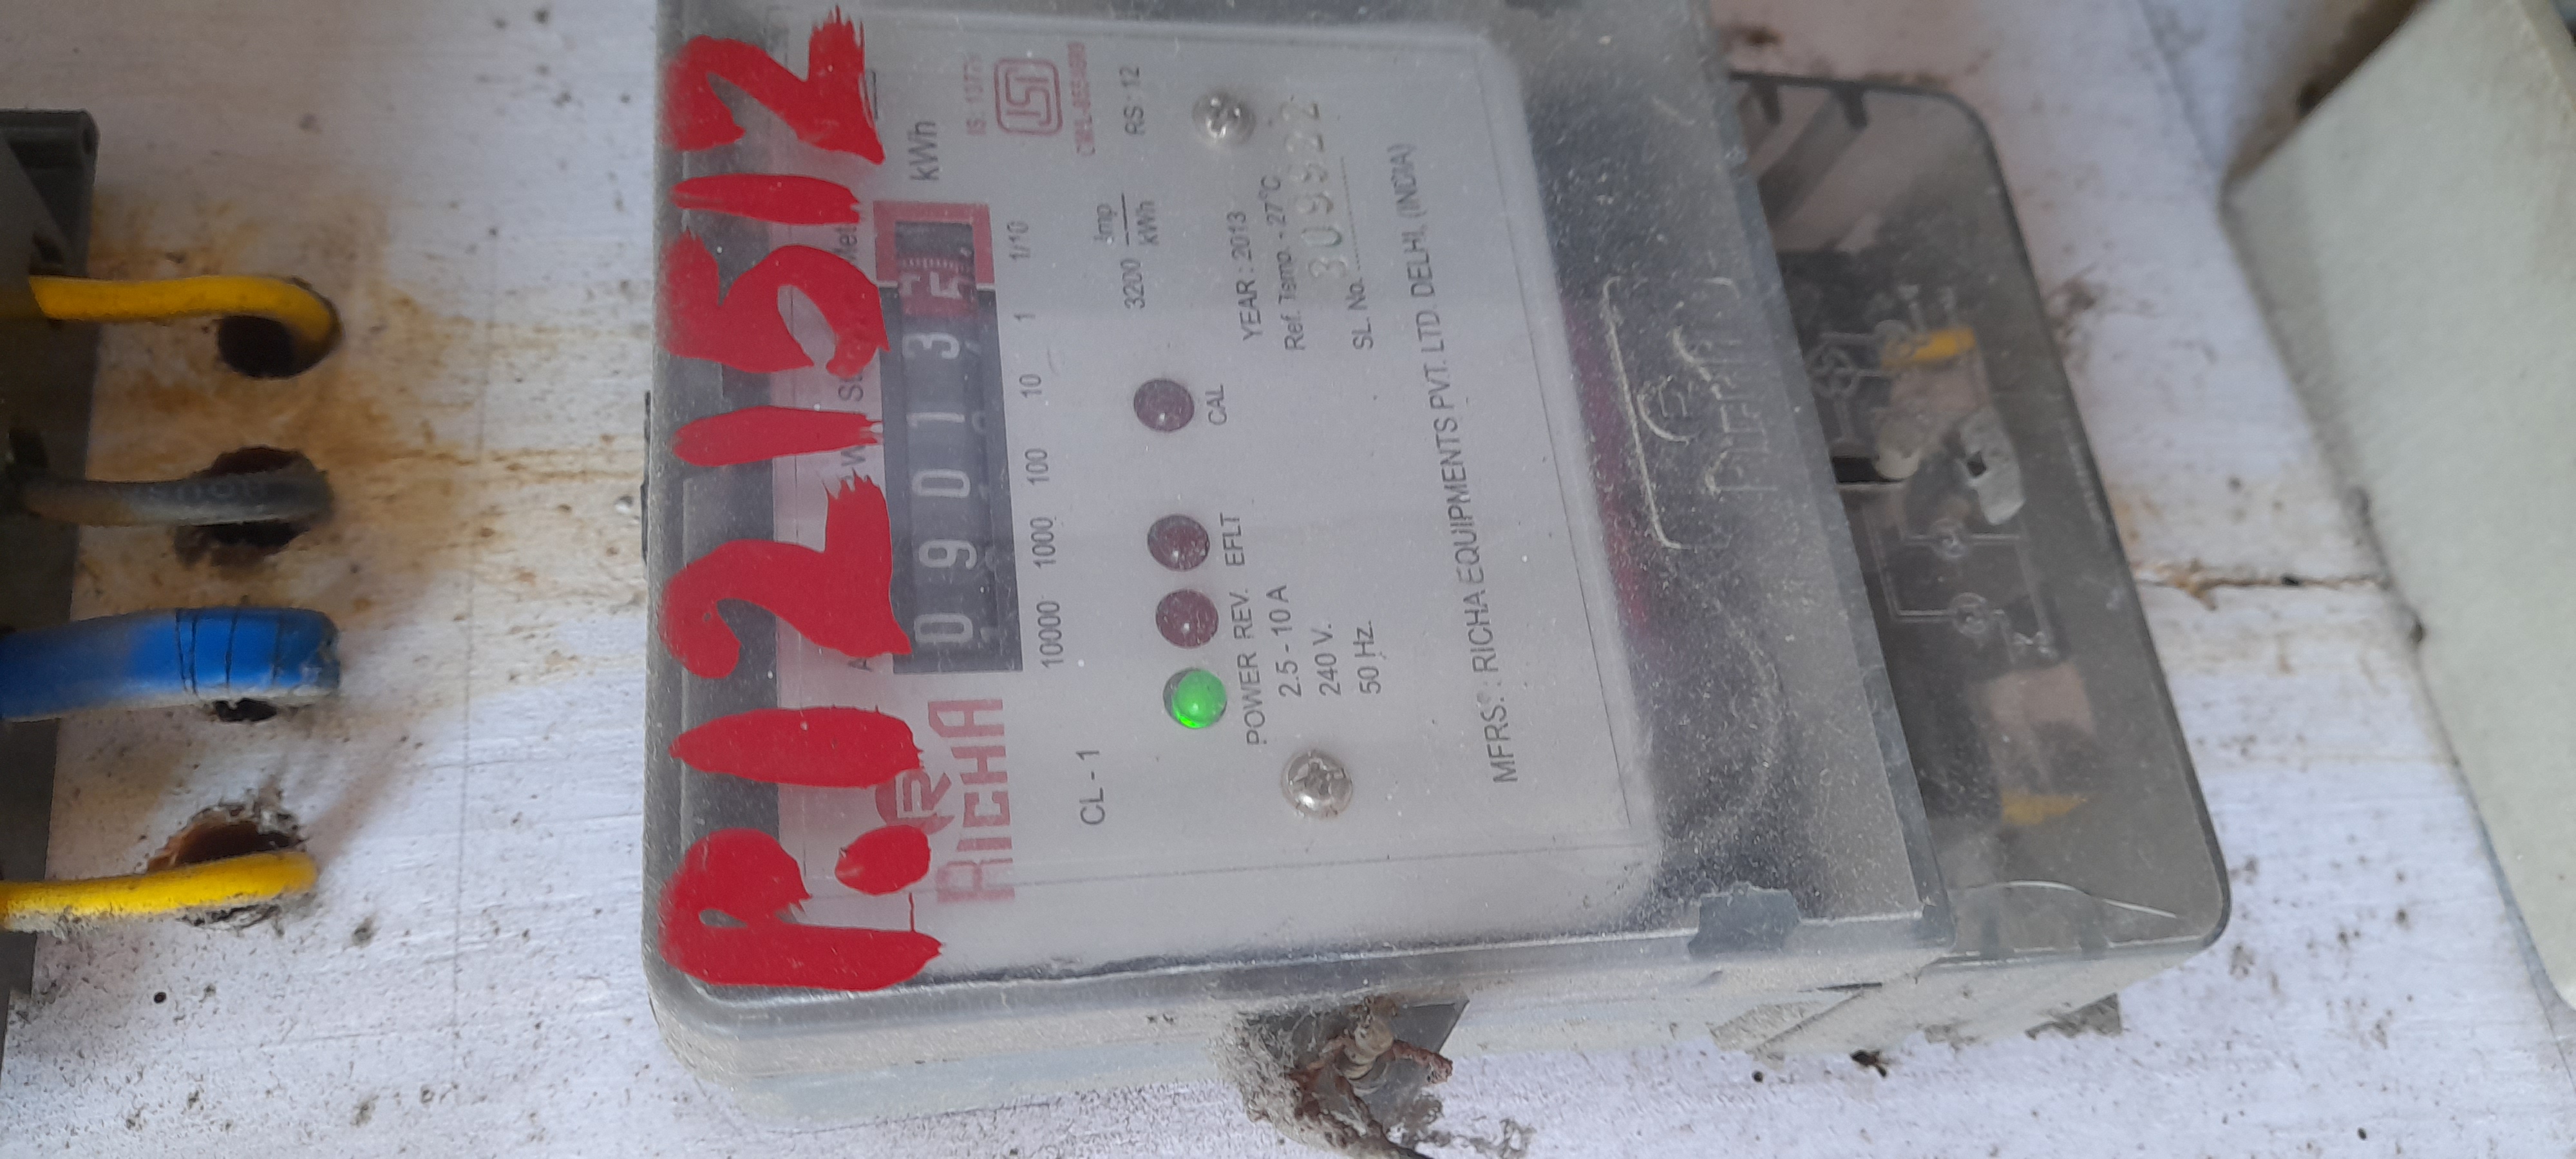 R.121512
kWh
090135
10000 1000 100 10 1 1/10
RICHA
CL - 1
3200 Imp
kWh
RS : 12
POWER REV. EFLT CAL
2.5 - 10 A
240 V.
50 Hz.
YEAR : 2013
Ref. Temp. - 27°C
SL. No.
MFRS. : RICHA EQUIPMENTS PVT. LTD. DELHI, (INDIA)